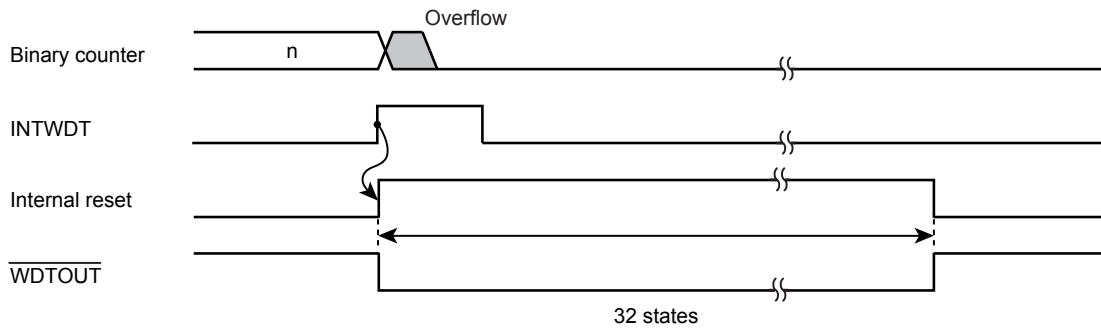 Overflow
Binary counter
n
INTWDT
Internal reset
WDTOUT
32 states